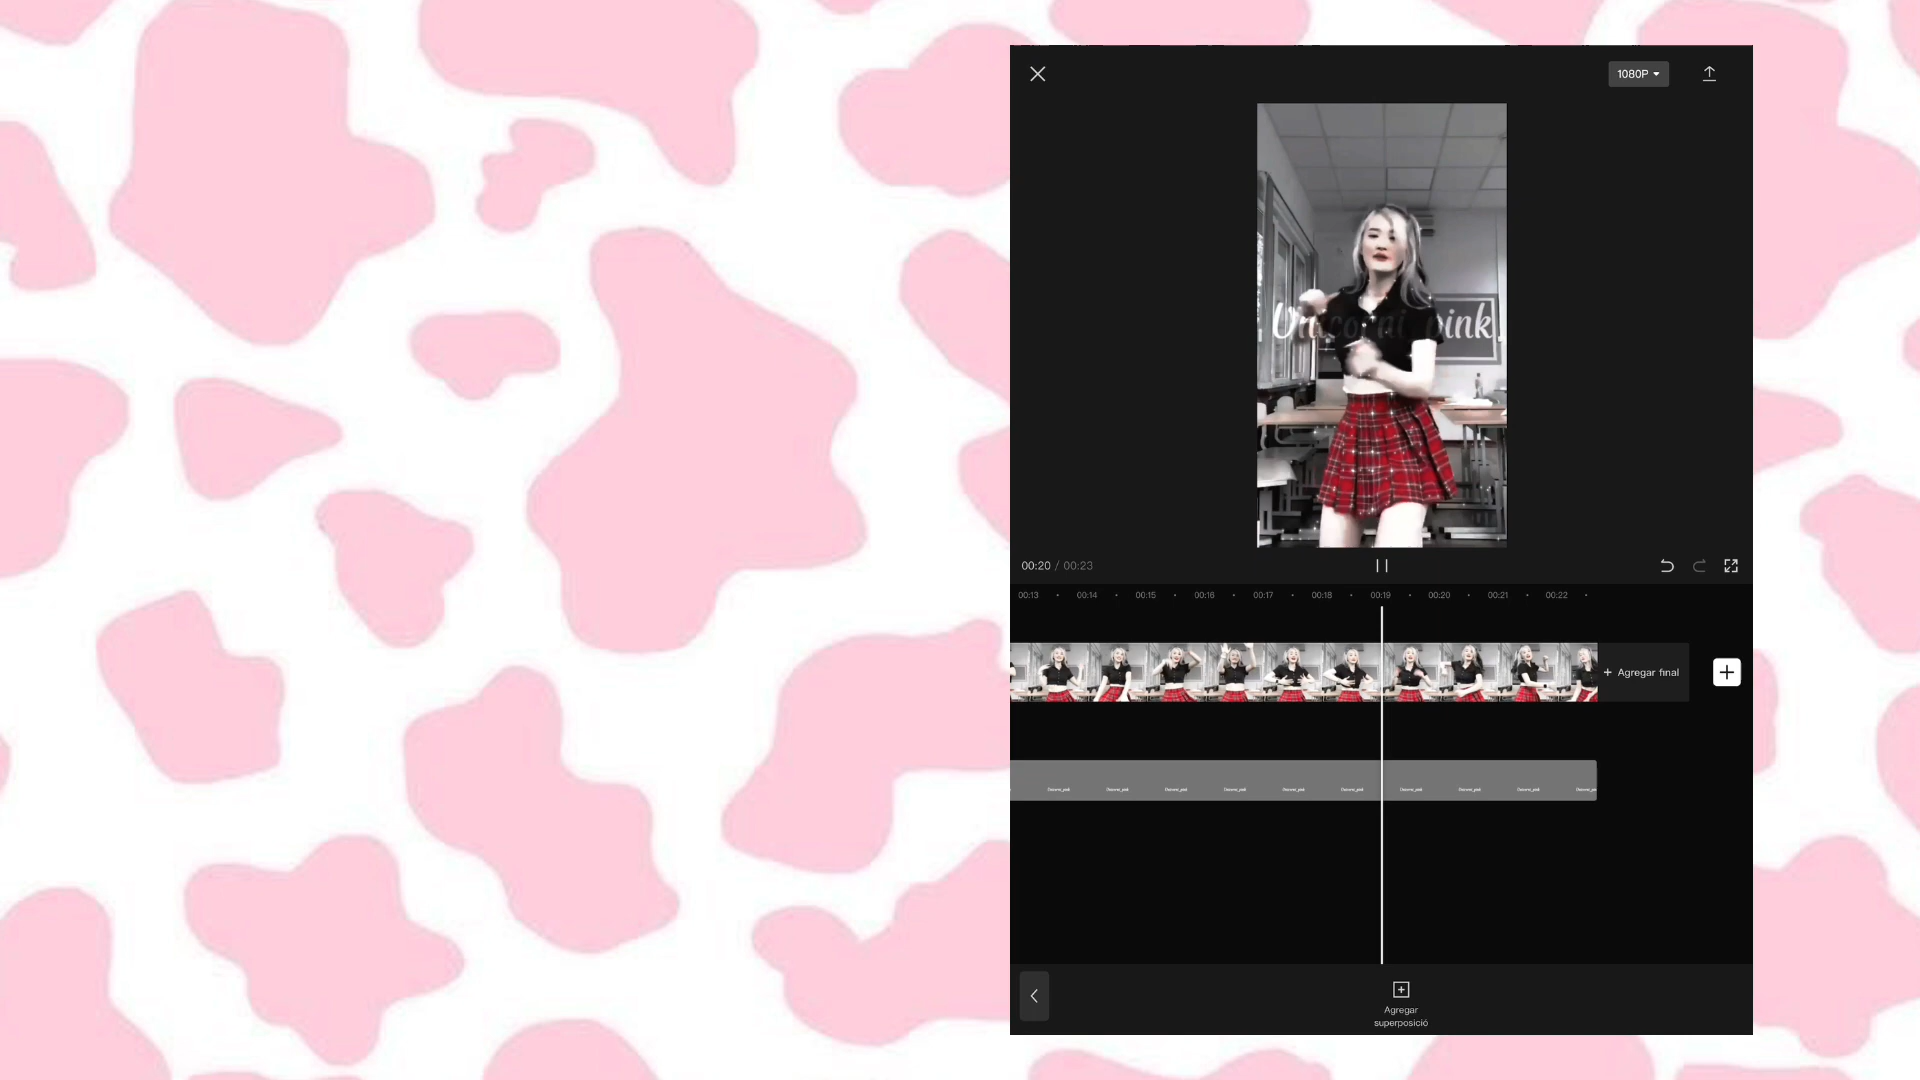 1080P
Unicorni_pink
00:20 / 00:23
00:13 00:14 00:15 00:16 00:17 00:18 00:19 00:20 00:21 00:22
+ Agregar final
Agregar
superposició